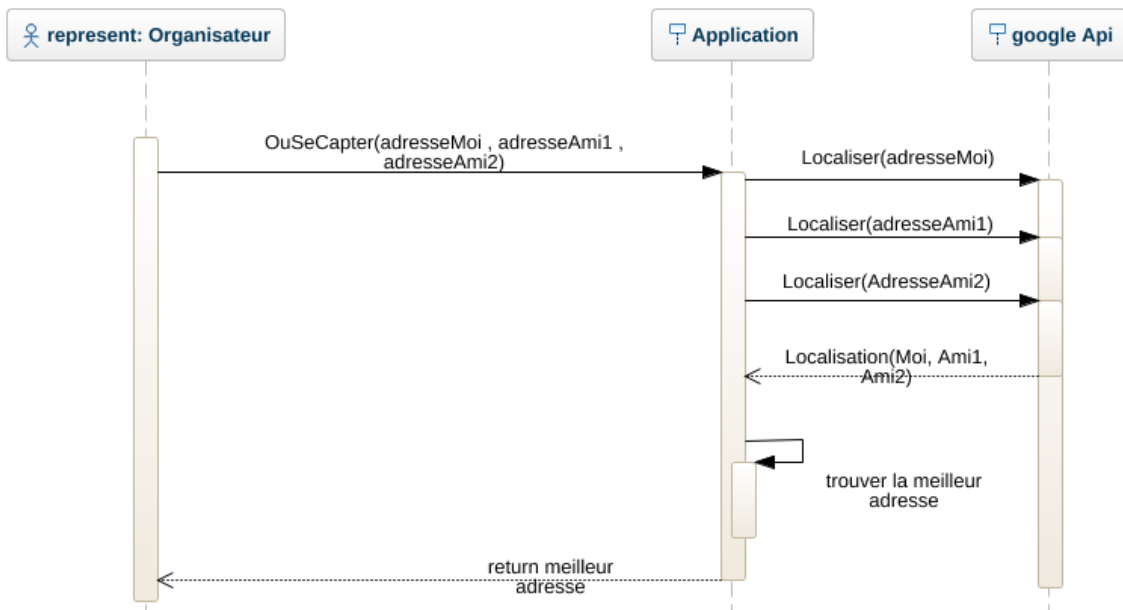 represent: Organisateur
Application
google Api
OuSeCapter(adresseMoi , adresseAmi1 ,
adresseAmi2)
Localiser(adresseMoi)
Localiser(adresseAmi1)
Localiser(AdresseAmi2)
Localisation(Moi, Ami1,
Ami2)
trouver la meilleur
adresse
return meilleur
adresse